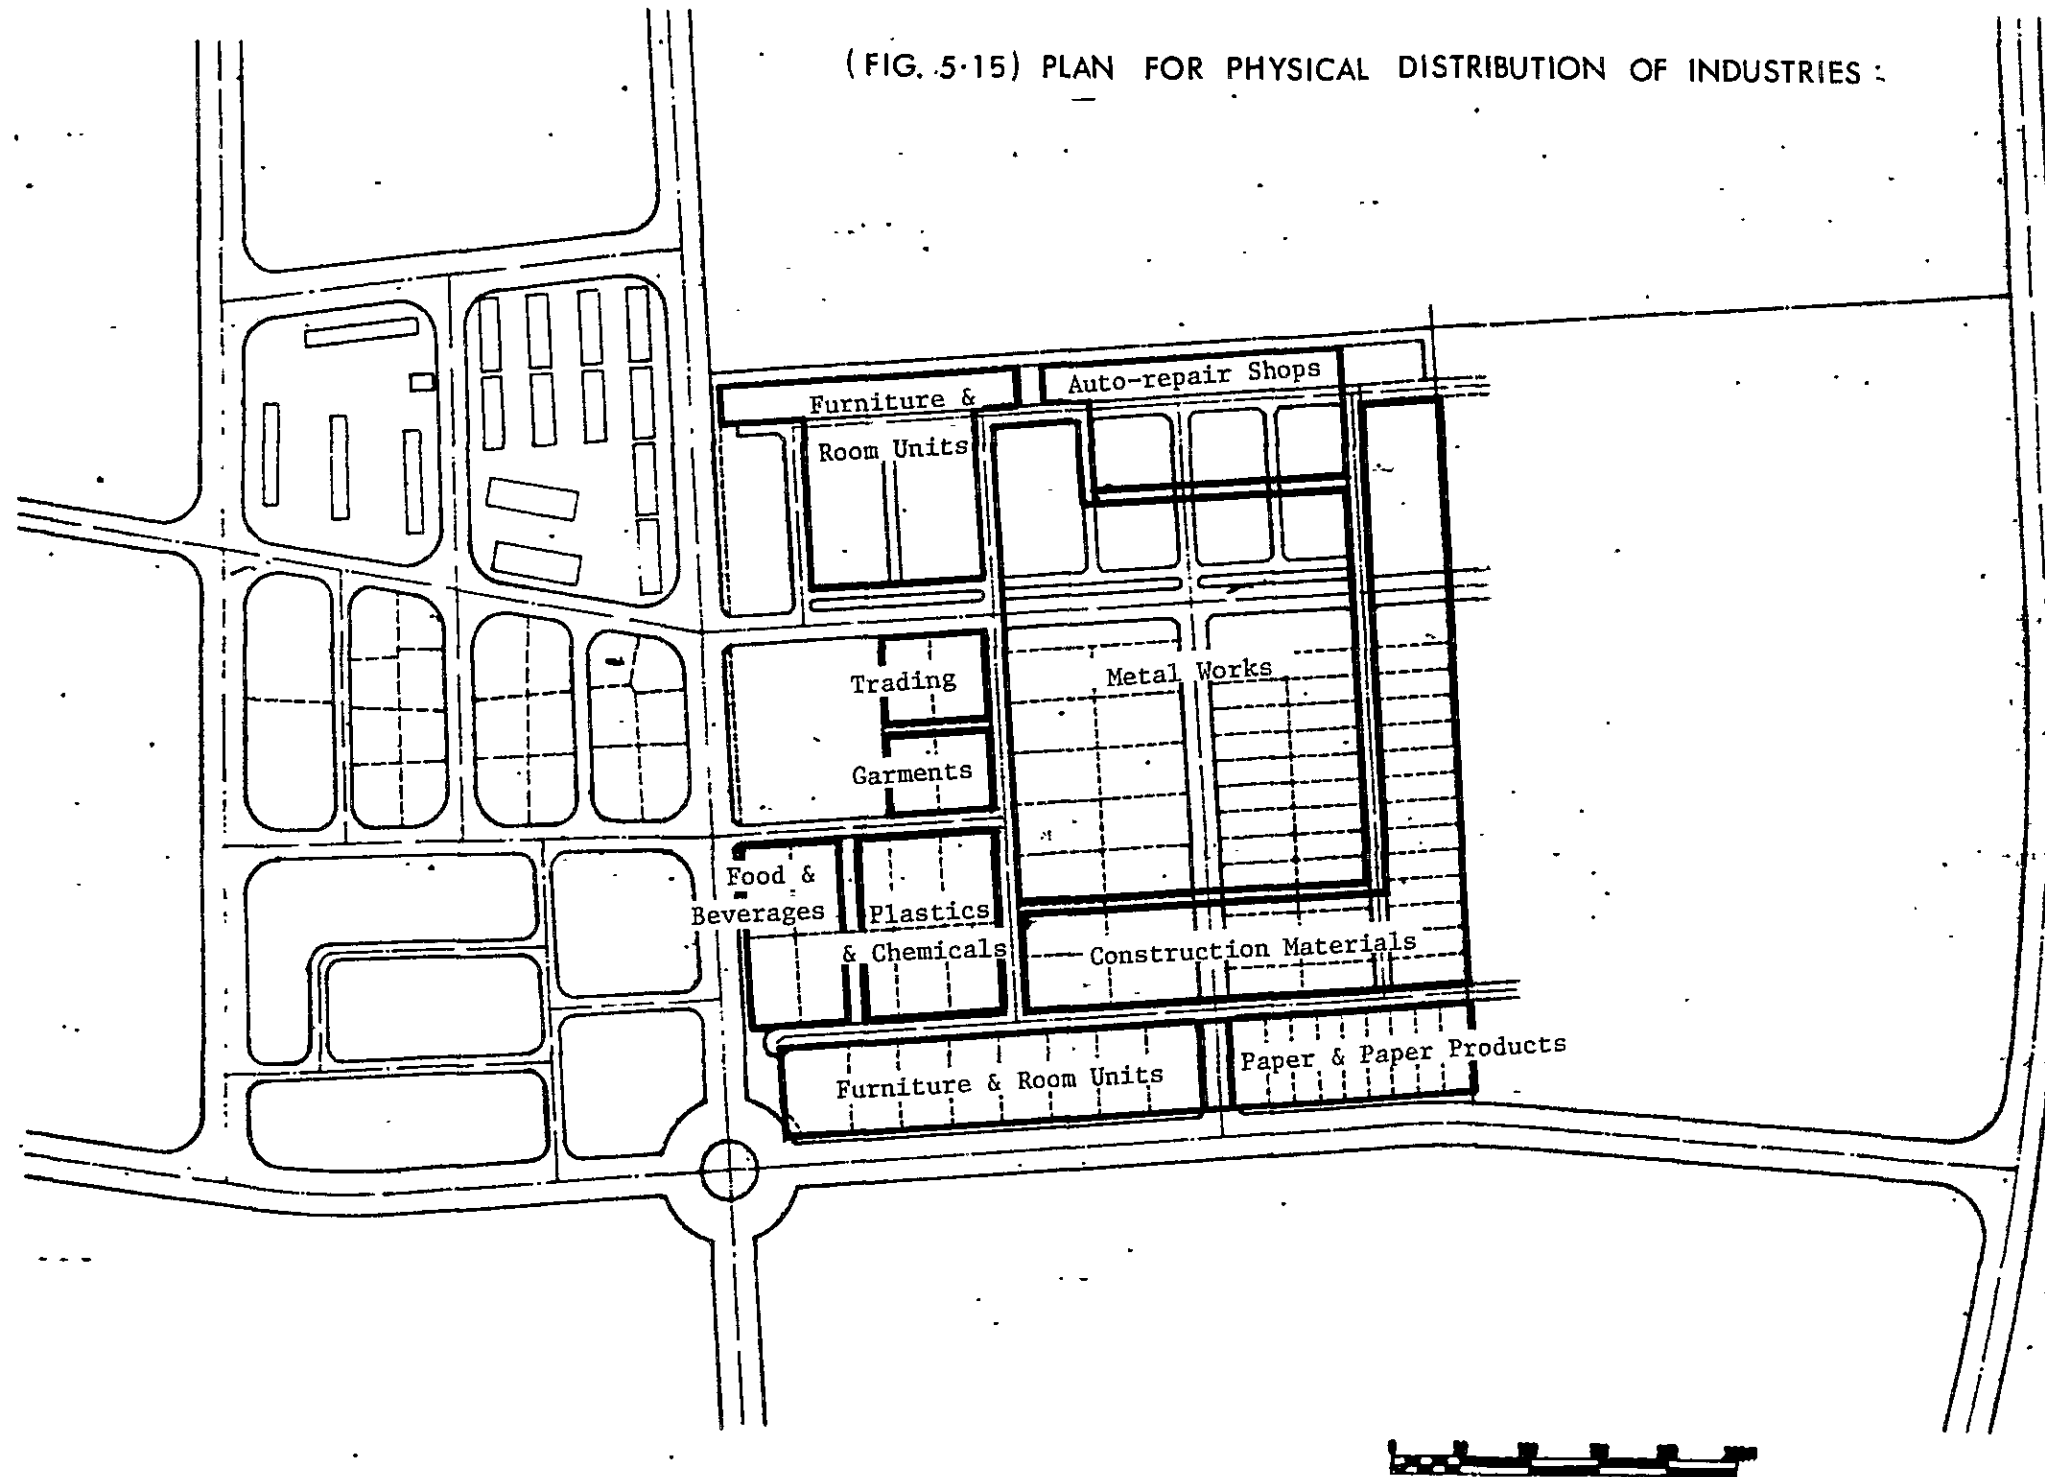 (FIG. 5·15) PLAN FOR PHYSICAL DISTRIBUTION OF INDUSTRIES:
Auto-repair Shops
Furniture &
Room Units
Trading
Metal Works
Garments
Food &
Beverages
Plastics
& Chemicals
Construction Materials
Paper & Paper Products
Furniture & Room Units